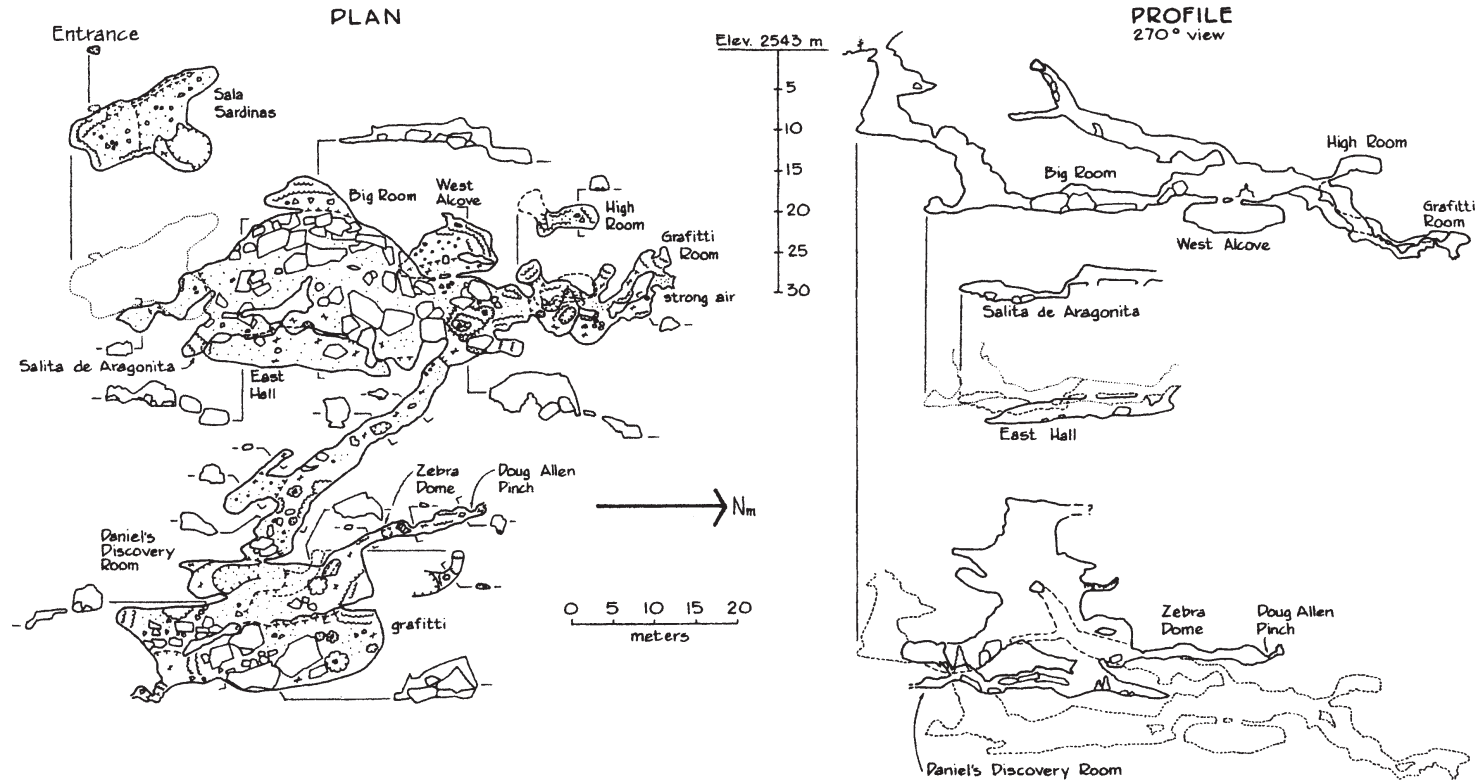 PLAN
Entrance
Sala
Sardinas
Big Room
West
Alcove
High
Room
Grafitti
Room
strong air
Salita de Aragonita
East
Hall
Zebra
Dome
Doug Allen
Pinch
Nm
Daniel's
Discovery
Room
grafitti
0 5 10 15 20
meters
PROFILE
270° view
Elev. 2543 m
5
10
15
20
25
30
High Room
Big Room
Grafitti
Room
West Alcove
Salita de Aragonita
East Hall
?
Zebra
Dome
Doug Allen
Pinch
Daniel's Discovery Room